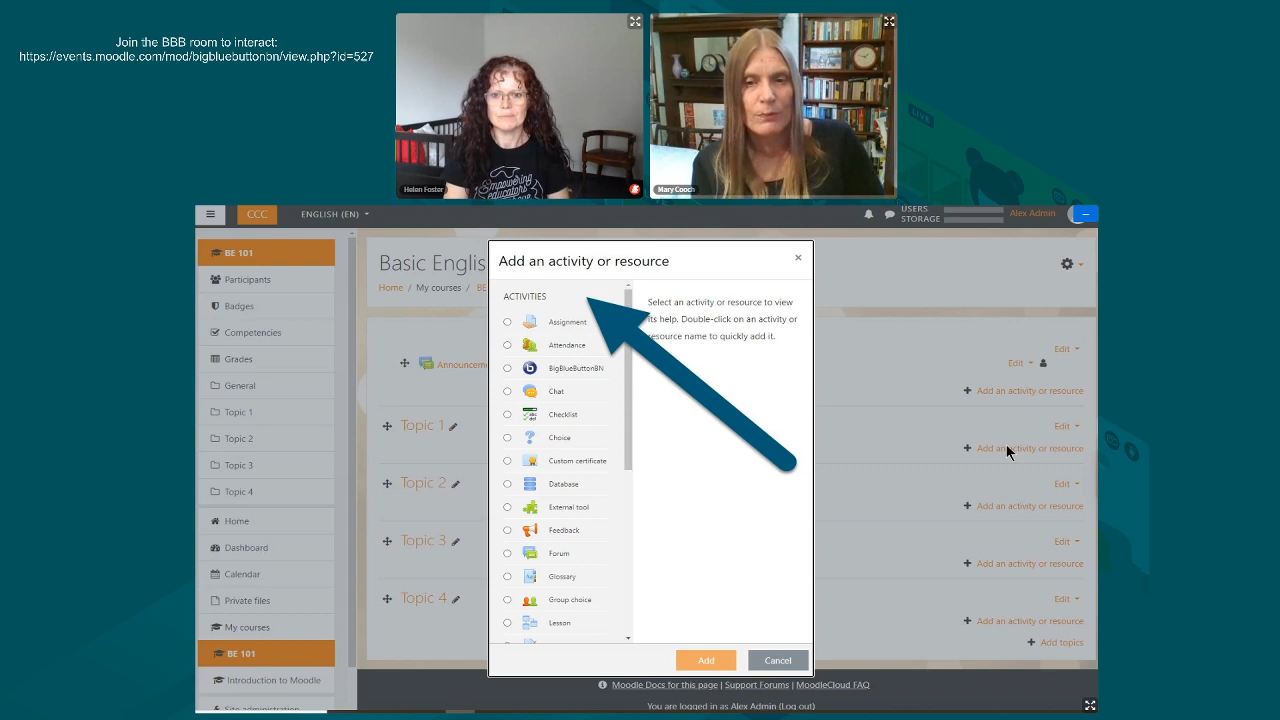 Join the BBB room to interact:
https://events.moodle.com/mod/bigbluebuttonbn/view.php?id=527
LIVE
Empowering
educators
Helen Foster
Mary Cooch
CCC
ENGLISH (EN)
USERS
STORAGE
Alex Admin
BE 101
Participants
Badges
Competencies
Grades
General
Topic 1
Topic 2
Topic 3
Topic 4
Home
Dashboard
Calendar
Private files
My courses
BE 101
Introduction to Moodle
Site administration
Basic Englis
Home / My courses / BE
Announceme
Edit
Edit
Add an activity or resource
Topic 1
Edit
Add an activity or resource
Topic 2
Edit
Add an activity or resource
Topic 3
Edit
Add an activity or resource
Topic 4
Edit
Add an activity or resource
Add topics
Add an activity or resource
×
ACTIVITIES
Assignment
Attendance
BigBlueButtonBN
Chat
Checklist
Choice
Custom certificate
Database
External tool
Feedback
Forum
Glossary
Group choice
Lesson
Select an activity or resource to view
its help. Double-click on an activity or
resource name to quickly add it.
Add
Cancel
Moodle Docs for this page | Support Forums | MoodleCloud FAQ
You are logged in as Alex Admin (Log out)